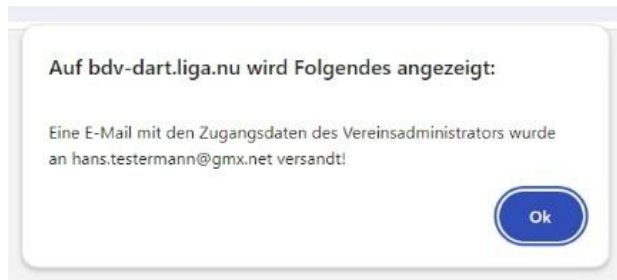 Auf bdv-dart.liga.nu wird Folgendes angezeigt:
Eine E-Mail mit den Zugangsdaten des Vereinsadministrators wurde
an hans.testermann@gmx.net versandt!
Ok